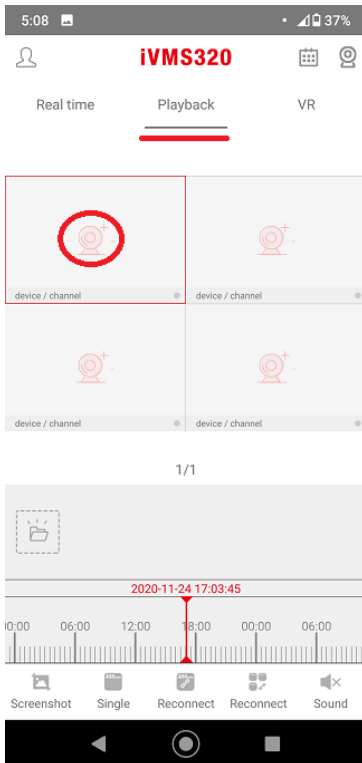 5:08 37%
iVMS320
Real time Playback VR
device / channel device / channel
device / channel device / channel
1/1
2020-11-24 17:03:45
00:00 06:00 12:00 18:00 00:00 06:00
Screenshot Single Reconnect Reconnect Sound